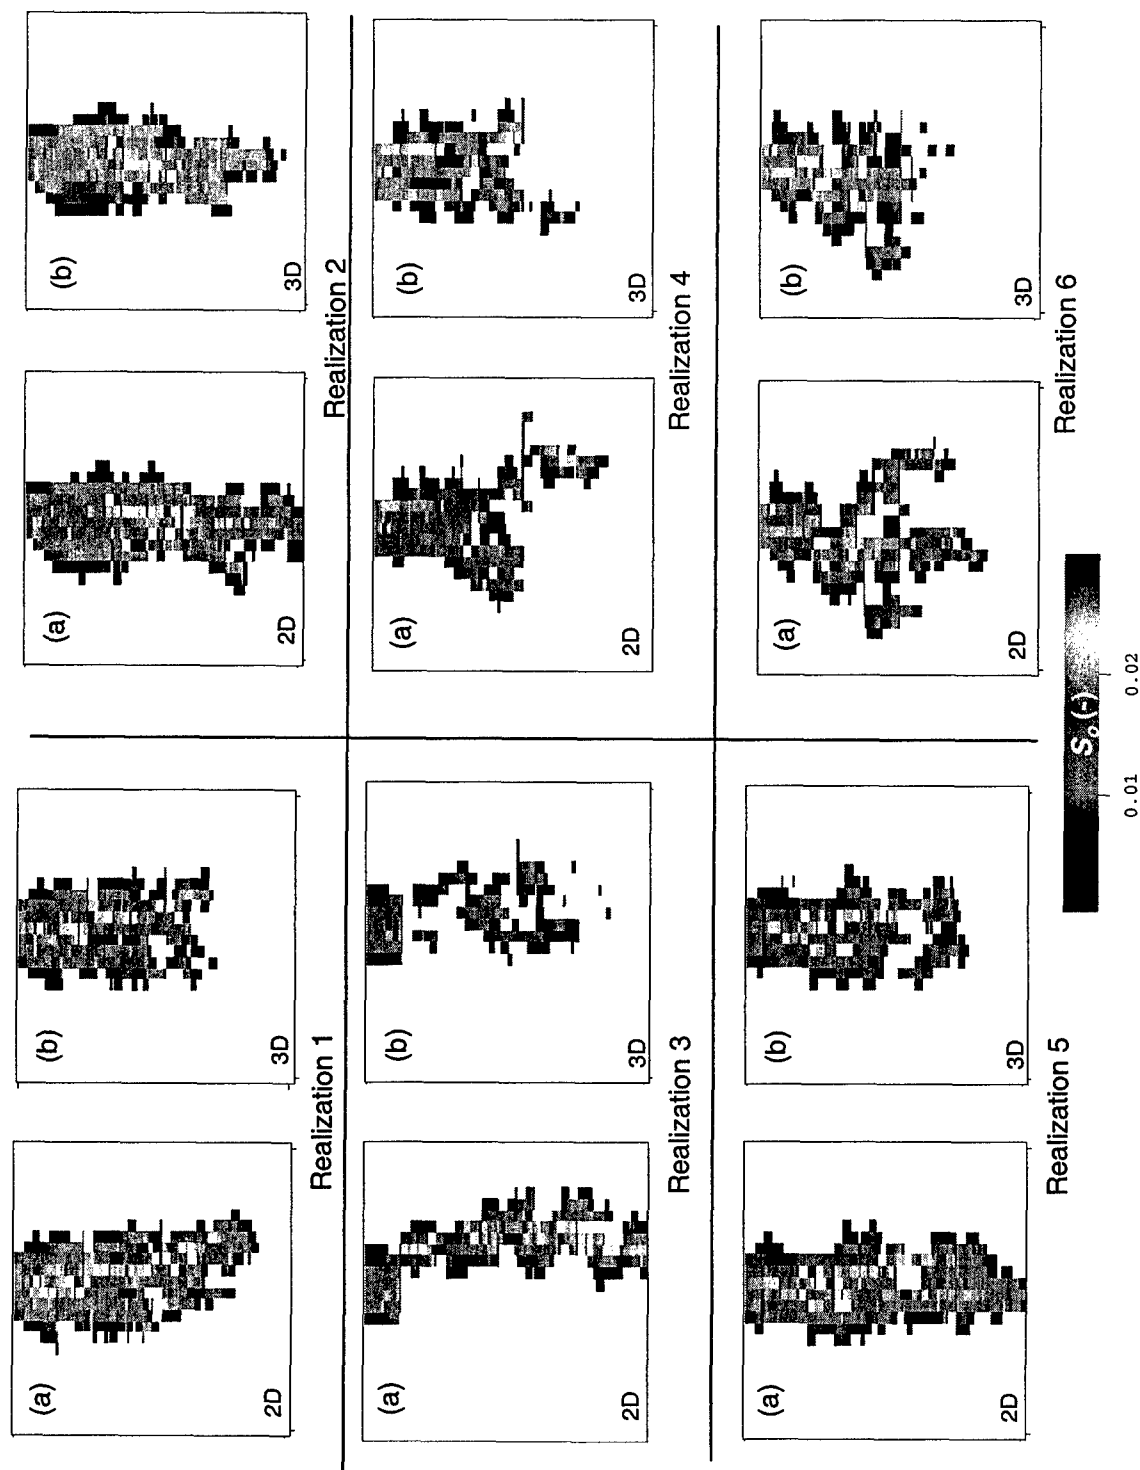 (a)
2D
(b)
3D
Realization 1
(a)
2D
(b)
3D
Realization 2
(a)
2D
(b)
3D
Realization 3
(a)
2D
(b)
3D
Realization 4
(a)
2D
(b)
3D
Realization 5
(a)
2D
(b)
3D
Realization 6
So (-)
0.01 0.02